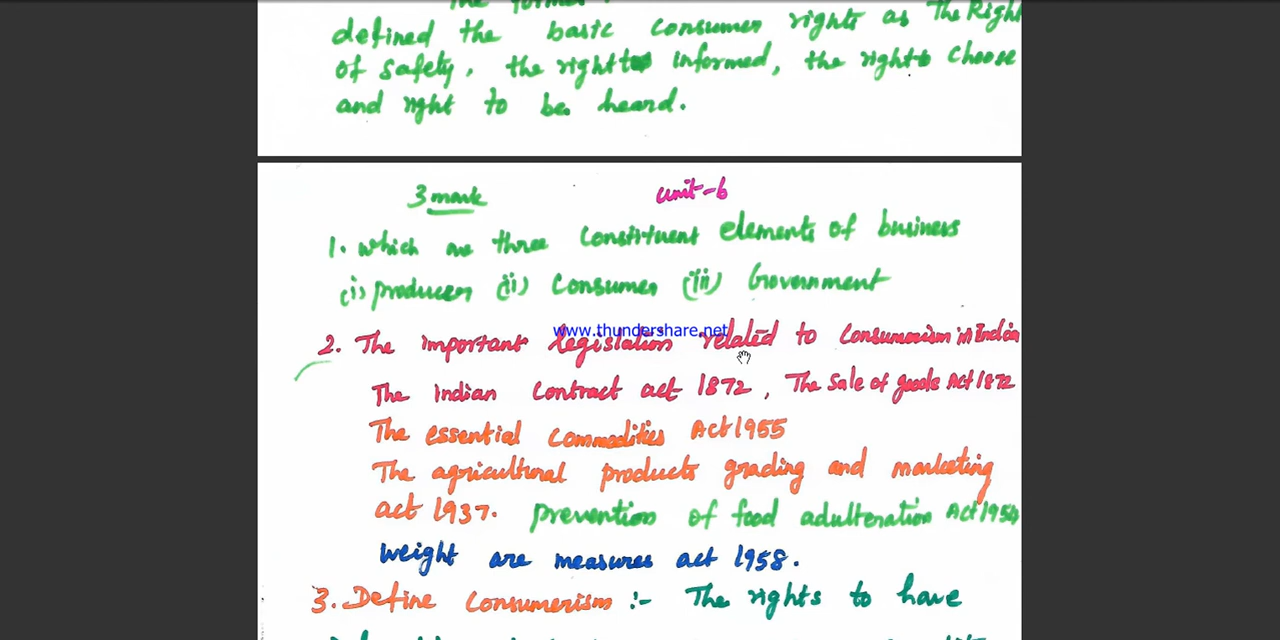 The former
defined the basic consumer rights as The Right
of safety, the right to informed, the right to choose
and right to be heard.
3 mark unit-6
1. which are three constituent elements of business
(i) producers (ii) Consumer (iii) Government
www.thundershare.net
2. The important legislation related to Consumerism in Indian
The Indian Contract act 1872, The Sale of goods Act 1872
The essential commodities Act 1955
The agricultural products grading and marketing
act 1937. prevention of food adulteration Act 1954
weight are measures act 1958.
3. Define Consumerism :- The rights to have